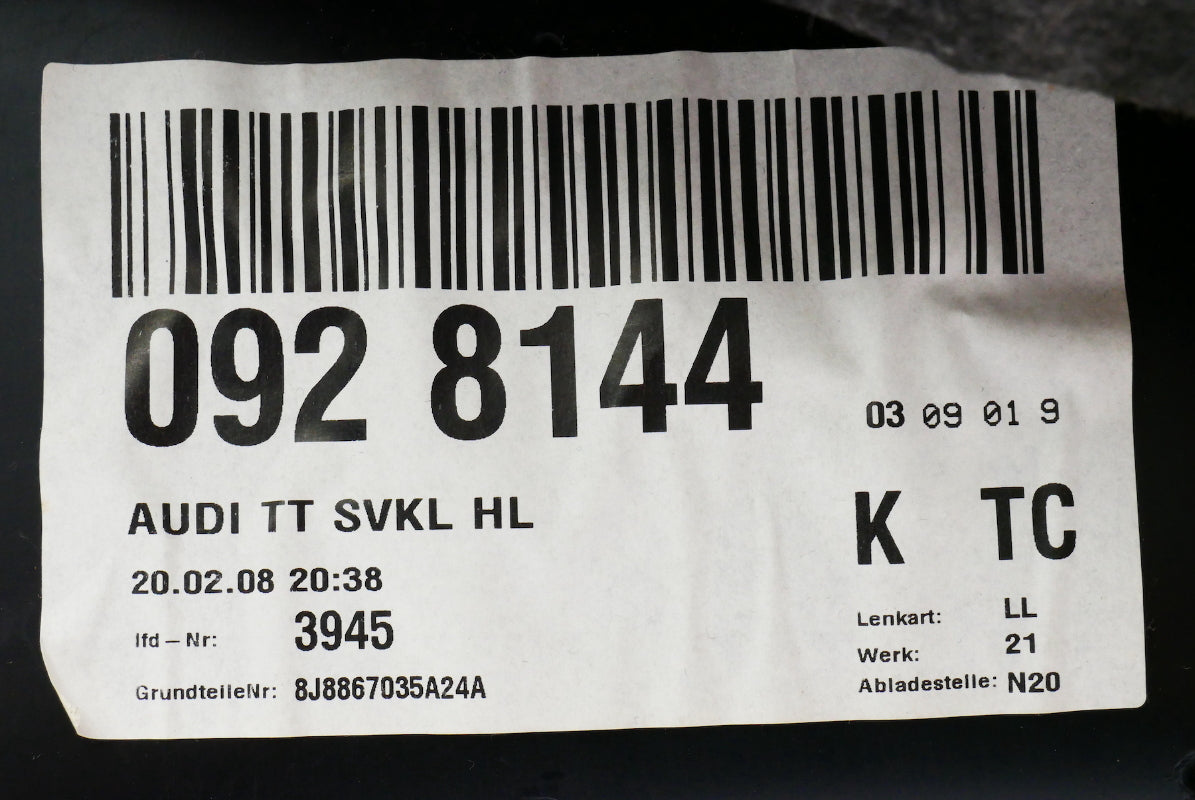 092 8144
03 09 01 9
AUDI TT SVKL HL
K TC
20.02.08 20:38
lfd – Nr: 3945
GrundteileNr: 8J8867035A24A
Lenkart: LL
Werk: 21
Abladestelle: N20